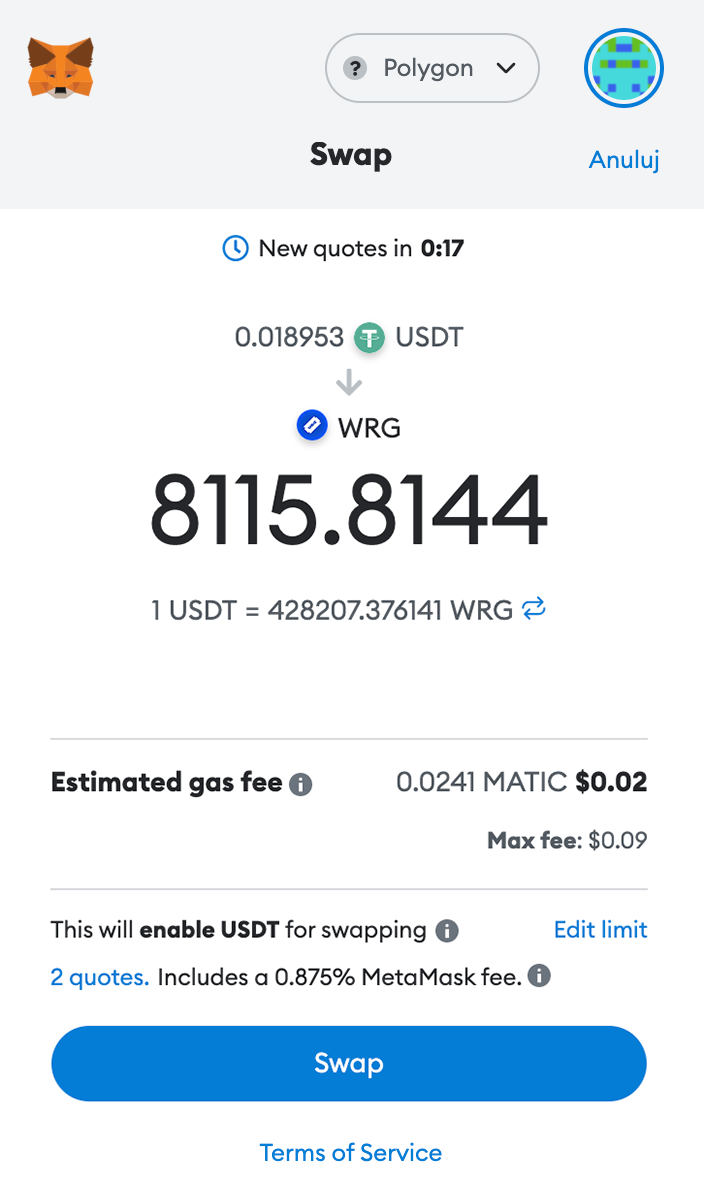 ? Polygon
Swap
Anuluj
New quotes in 0:17
0.018953 USDT
WRG
8115.8144
1 USDT = 428207.376141 WRG
Estimated gas fee 0.0241 MATIC $0.02
Max fee: $0.09
This will enable USDT for swapping Edit limit
2 quotes. Includes a 0.875% MetaMask fee.
Swap
Terms of Service